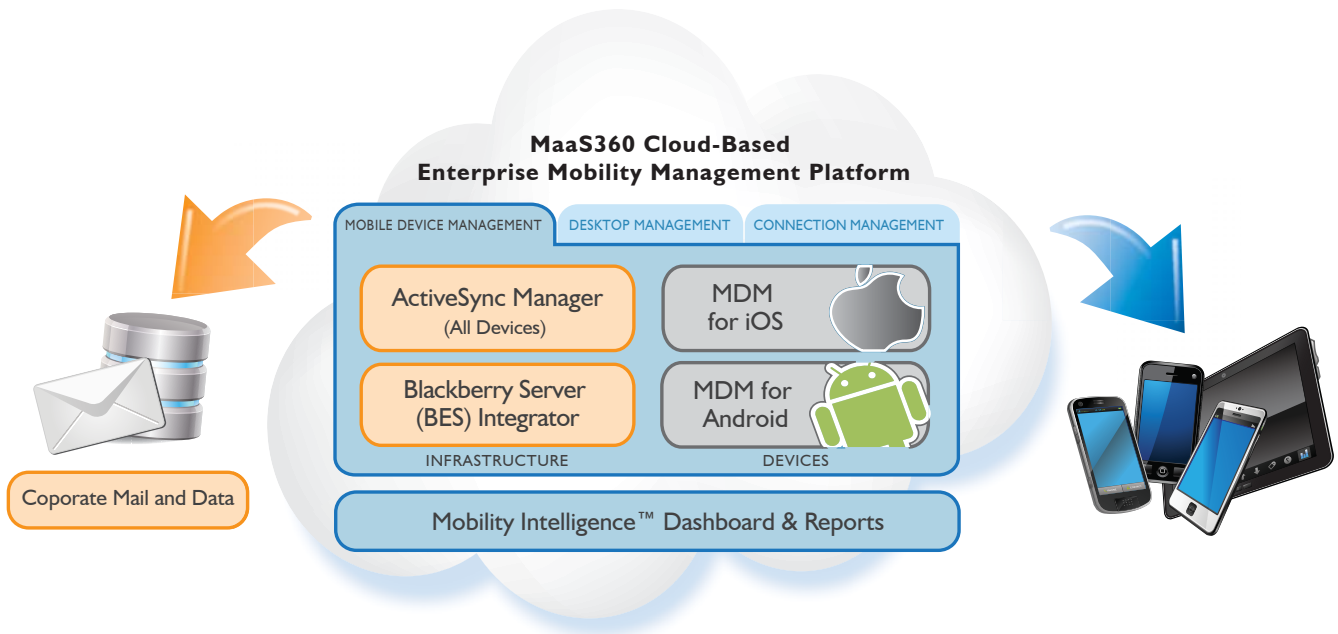 MaaS360 Cloud-Based
Enterprise Mobility Management Platform
MOBILE DEVICE MANAGEMENT
DESKTOP MANAGEMENT
CONNECTION MANAGEMENT
ActiveSync Manager
(All Devices)
MDM
for iOS
Blackberry Server
(BES) Integrator
MDM for
Android
INFRASTRUCTURE
DEVICES
Coporate Mail and Data
Mobility Intelligence™ Dashboard & Reports